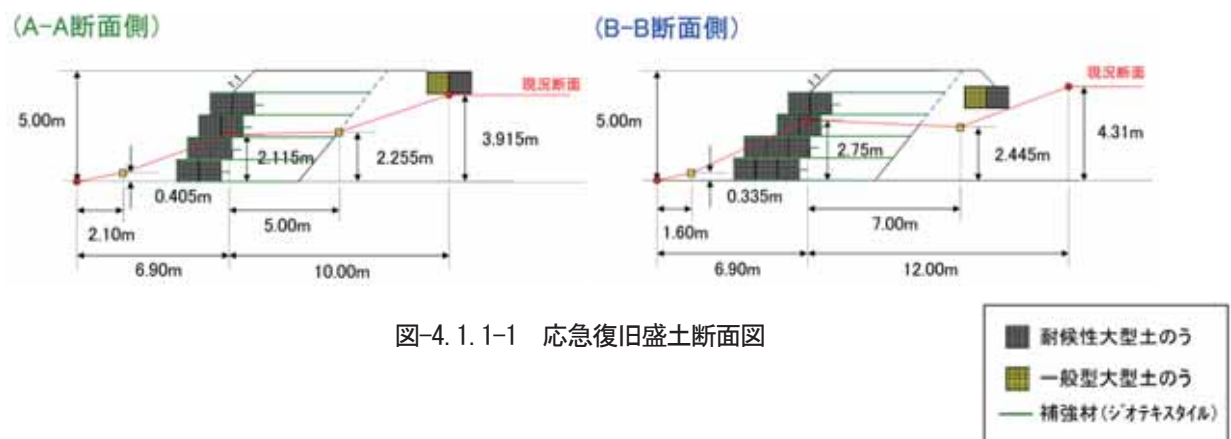 (A-A断面側)
1:1
現況断面
5.00m
2.115m
2.255m
3.915m
0.405m
2.10m
5.00m
6.90m
10.00m
(B-B断面側)
1:1
現況断面
5.00m
2.75m
2.445m
4.31m
0.335m
1.60m
7.00m
6.90m
12.00m
図-4.1.1-1 応急復旧盛土断面図
耐候性大型土のう
一般型大型土のう
補強材(ジオテキスタイル)